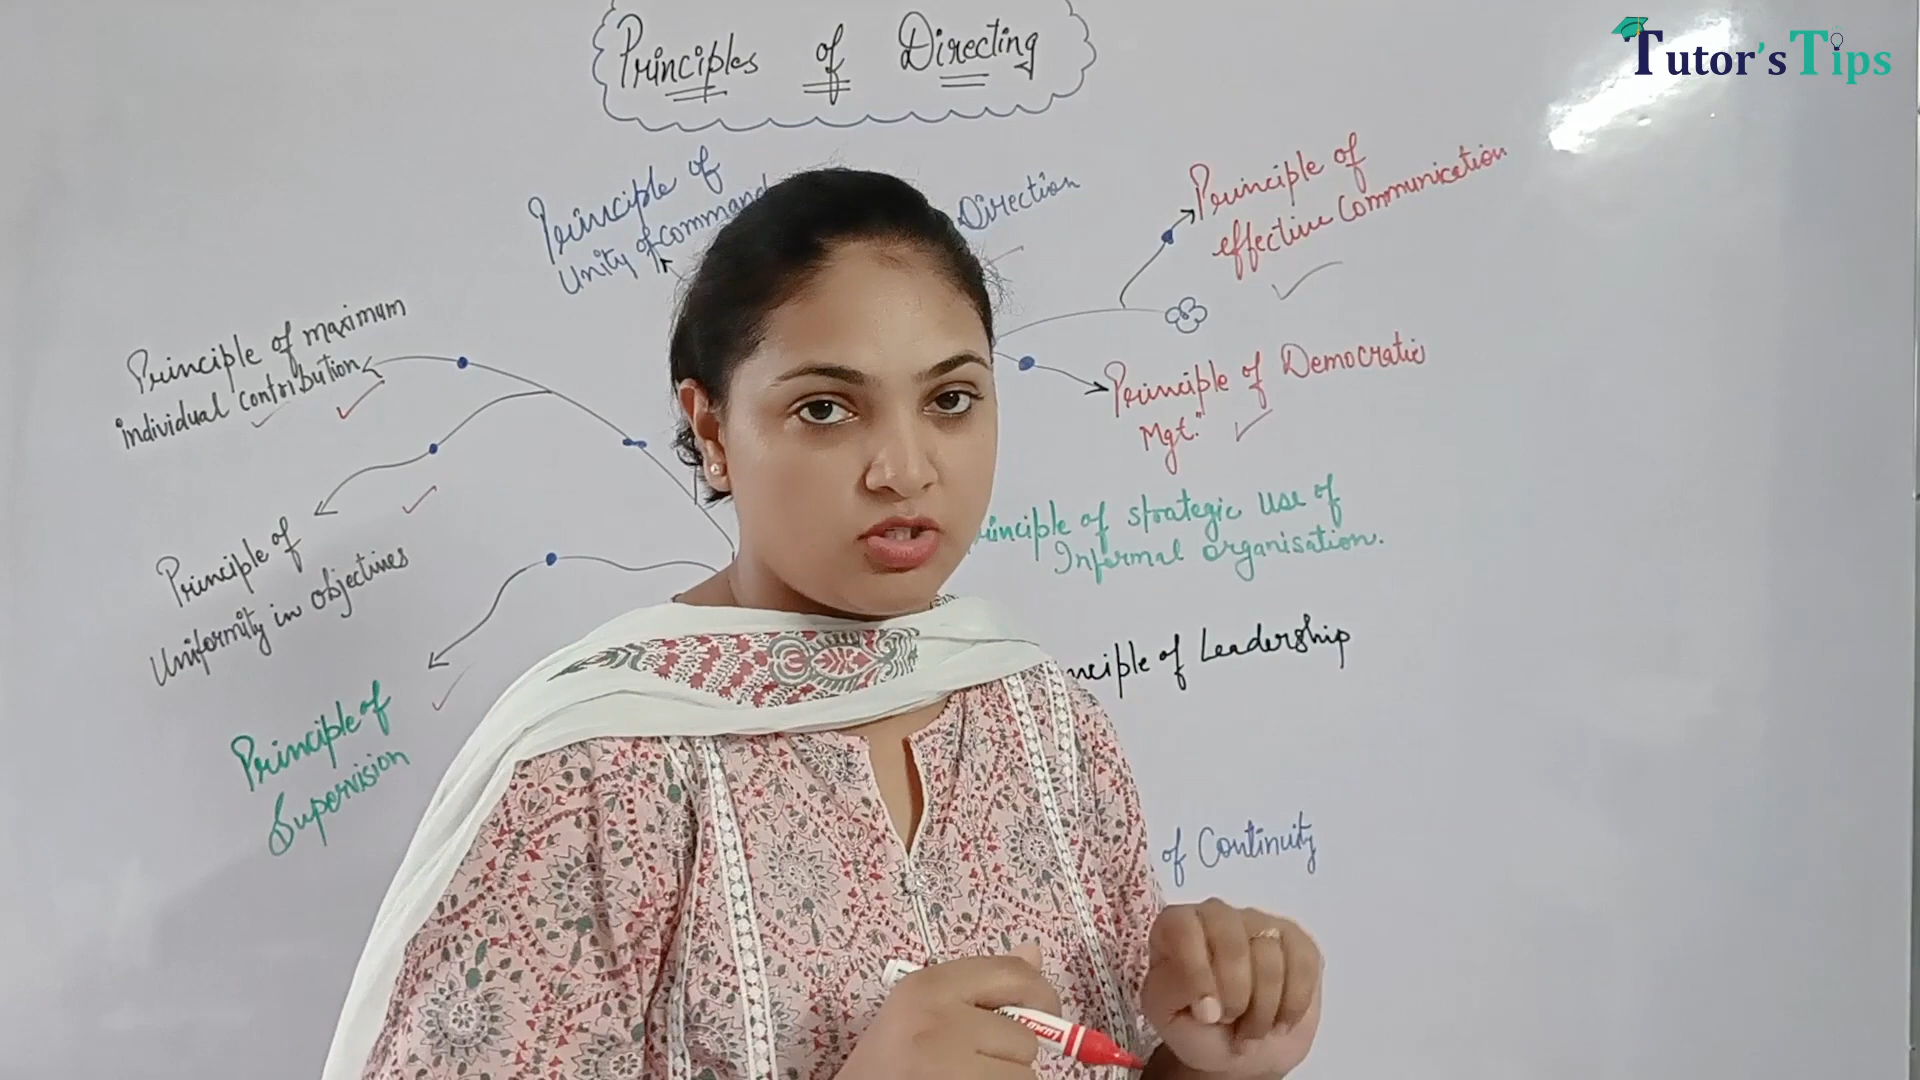 Principles of Directing
Tutor's Tips
Principle of
Unity of command
Direction
Principle of
effective Communication
Principle of maximum
individual contribution
Principle of Democratic
Mgt.
Principle of
Uniformity in objectives
of strategic use of
Informal organisation.
Principle of
Supervision
of Leadership
of Continuity